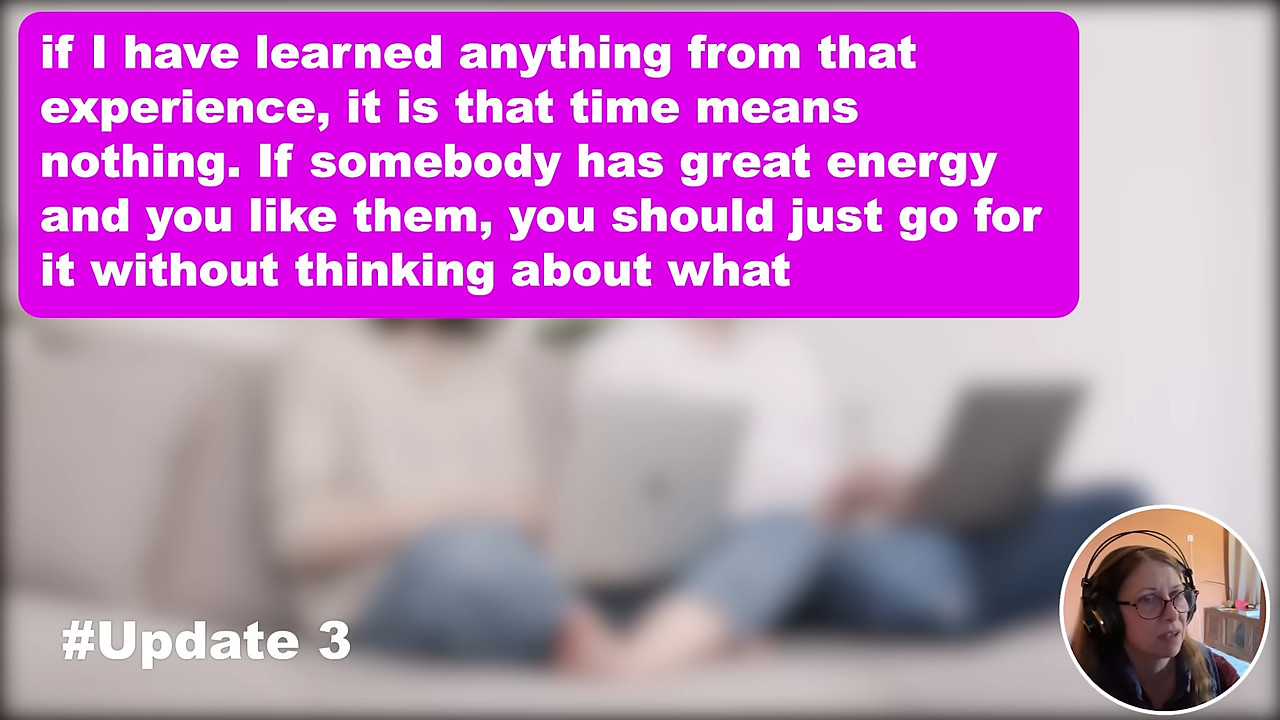 if I have learned anything from that
experience, it is that time means
nothing. If somebody has great energy
and you like them, you should just go for
it without thinking about what
#Update 3